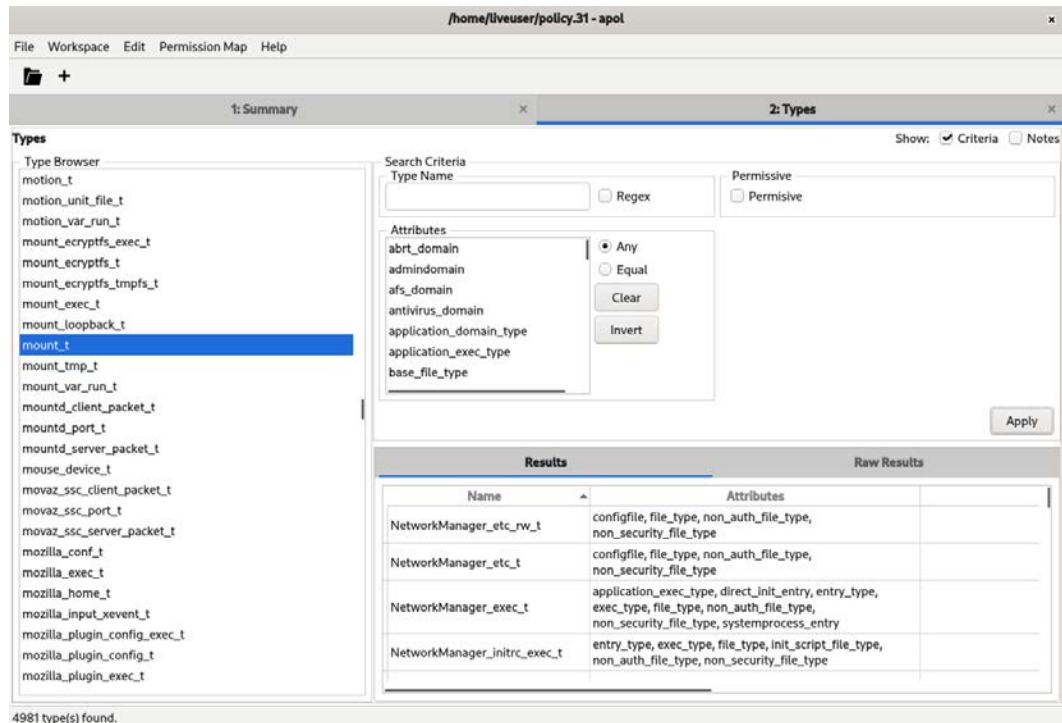 /home/liveuser/policy.31 - apol
File Workspace Edit Permission Map Help
1: Summary
2: Types
Types
Show: Criteria Notes
Type Browser
motion_t
motion_unit_file_t
motion_var_run_t
mount_ecryptfs_exec_t
mount_ecryptfs_t
mount_ecryptfs_tmpfs_t
mount_exec_t
mount_loopback_t
mount_t
mount_tmp_t
mount_var_run_t
mountd_client_packet_t
mountd_port_t
mountd_server_packet_t
mouse_device_t
movaz_ssc_client_packet_t
movaz_ssc_port_t
movaz_ssc_server_packet_t
mozilla_conf_t
mozilla_exec_t
mozilla_home_t
mozilla_input_xevent_t
mozilla_plugin_config_exec_t
mozilla_plugin_config_t
mozilla_plugin_exec_t
Search Criteria
Type Name
Regex
Permissive
Permisive
Attributes
abrt_domain
admindomain
afs_domain
antivirus_domain
application_domain_type
application_exec_type
base_file_type
Any
Equal
Clear
Invert
Apply
Results
Raw Results
Name
Attributes
NetworkManager_etc_rw_t
configfile, file_type, non_auth_file_type,
non_security_file_type
NetworkManager_etc_t
configfile, file_type, non_auth_file_type,
non_security_file_type
NetworkManager_exec_t
application_exec_type, direct_init_entry, entry_type,
exec_type, file_type, non_auth_file_type,
non_security_file_type, systemprocess_entry
NetworkManager_initrc_exec_t
entry_type, exec_type, file_type, init_script_file_type,
non_auth_file_type, non_security_file_type
4981 type(s) found.